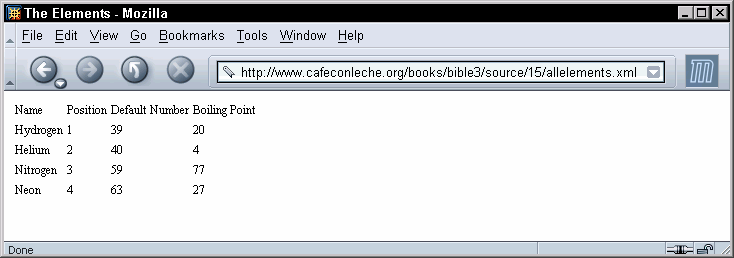 The Elements - Mozilla
File Edit View Go Bookmarks Tools Window Help
http://www.cafeconleche.org/books/bible3/source/15/allelements.xml
Name Position Default Number Boiling Point
Hydrogen 1 39 20
Helium 2 40 4
Nitrogen 3 59 77
Neon 4 63 27
Done